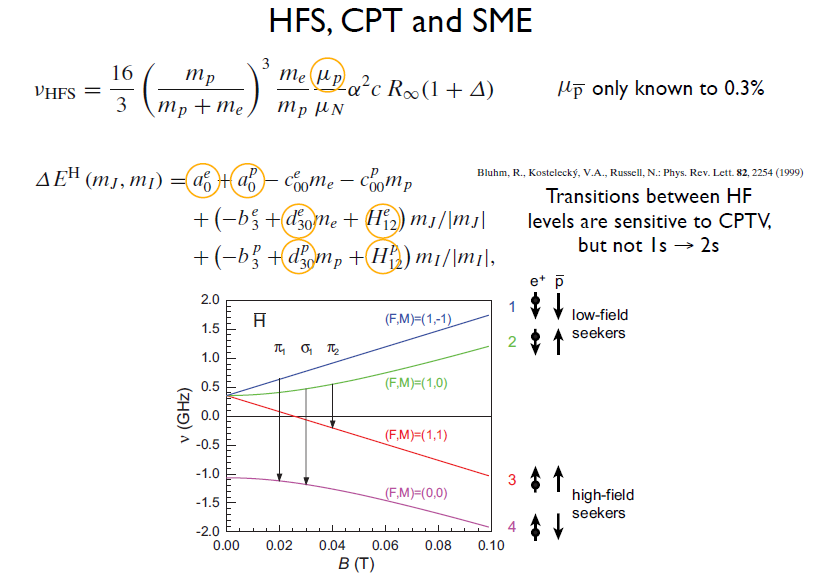 HFS, CPT and SME
ν_HFS = 16/3 (m_p / (m_p + m_e))^3 m_e/m_p μ_p/μ_N α^2 c R_∞ (1 + Δ)
μ_p̅ only known to 0.3%
Bluhm, R., Kostelecký, V.A., Russell, N.: Phys. Rev. Lett. 82, 2254 (1999)
ΔE^H (m_J, m_I) = a_0^e + a_0^p − c_00^e m_e − c_00^p m_p
+ (−b_3^e + d_30^e m_e + H_12^e) m_J/|m_J|
+ (−b_3^p + d_30^p m_p + H_12^p) m_I/|m_I|,
Transitions between HF
levels are sensitive to CPTV,
but not 1s → 2s
e+ p̅
2.0
1.5
1.0
0.5
0.0
-0.5
-1.0
-1.5
-2.0
ν (GHz)
H̅
π1 σ1 π2
(F,M)=(1,-1)
(F,M)=(1,0)
(F,M)=(1,1)
(F,M)=(0,0)
1
2
3
4
low-field
seekers
high-field
seekers
0.00 0.02 0.04 0.06 0.08 0.10
B (T)